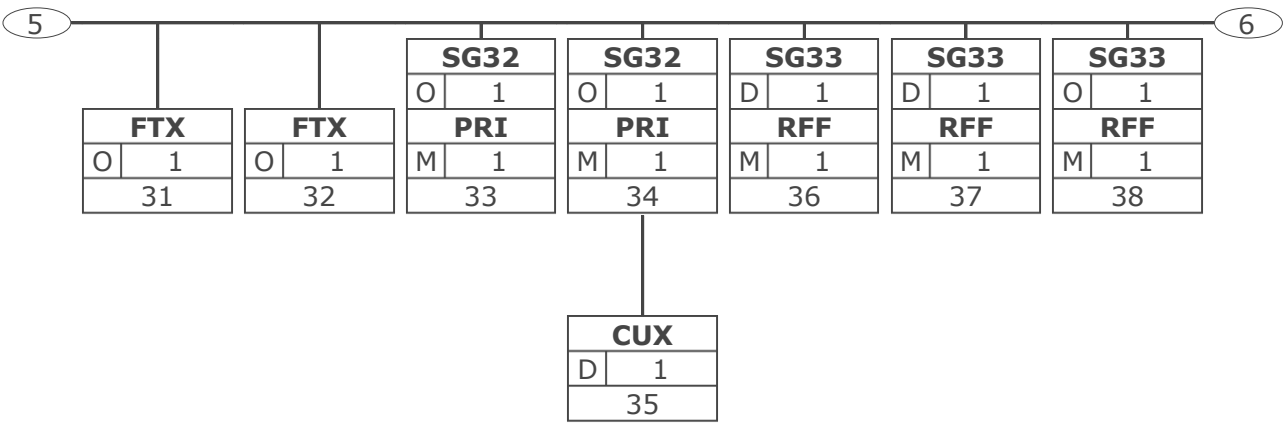 5
6
SG32 SG32 SG33 SG33 SG33
O 1 O 1 D 1 D 1 O 1
FTX FTX PRI PRI RFF RFF RFF
O 1 O 1 M 1 M 1 M 1 M 1 M 1
31 32 33 34 36 37 38
CUX
D 1
35